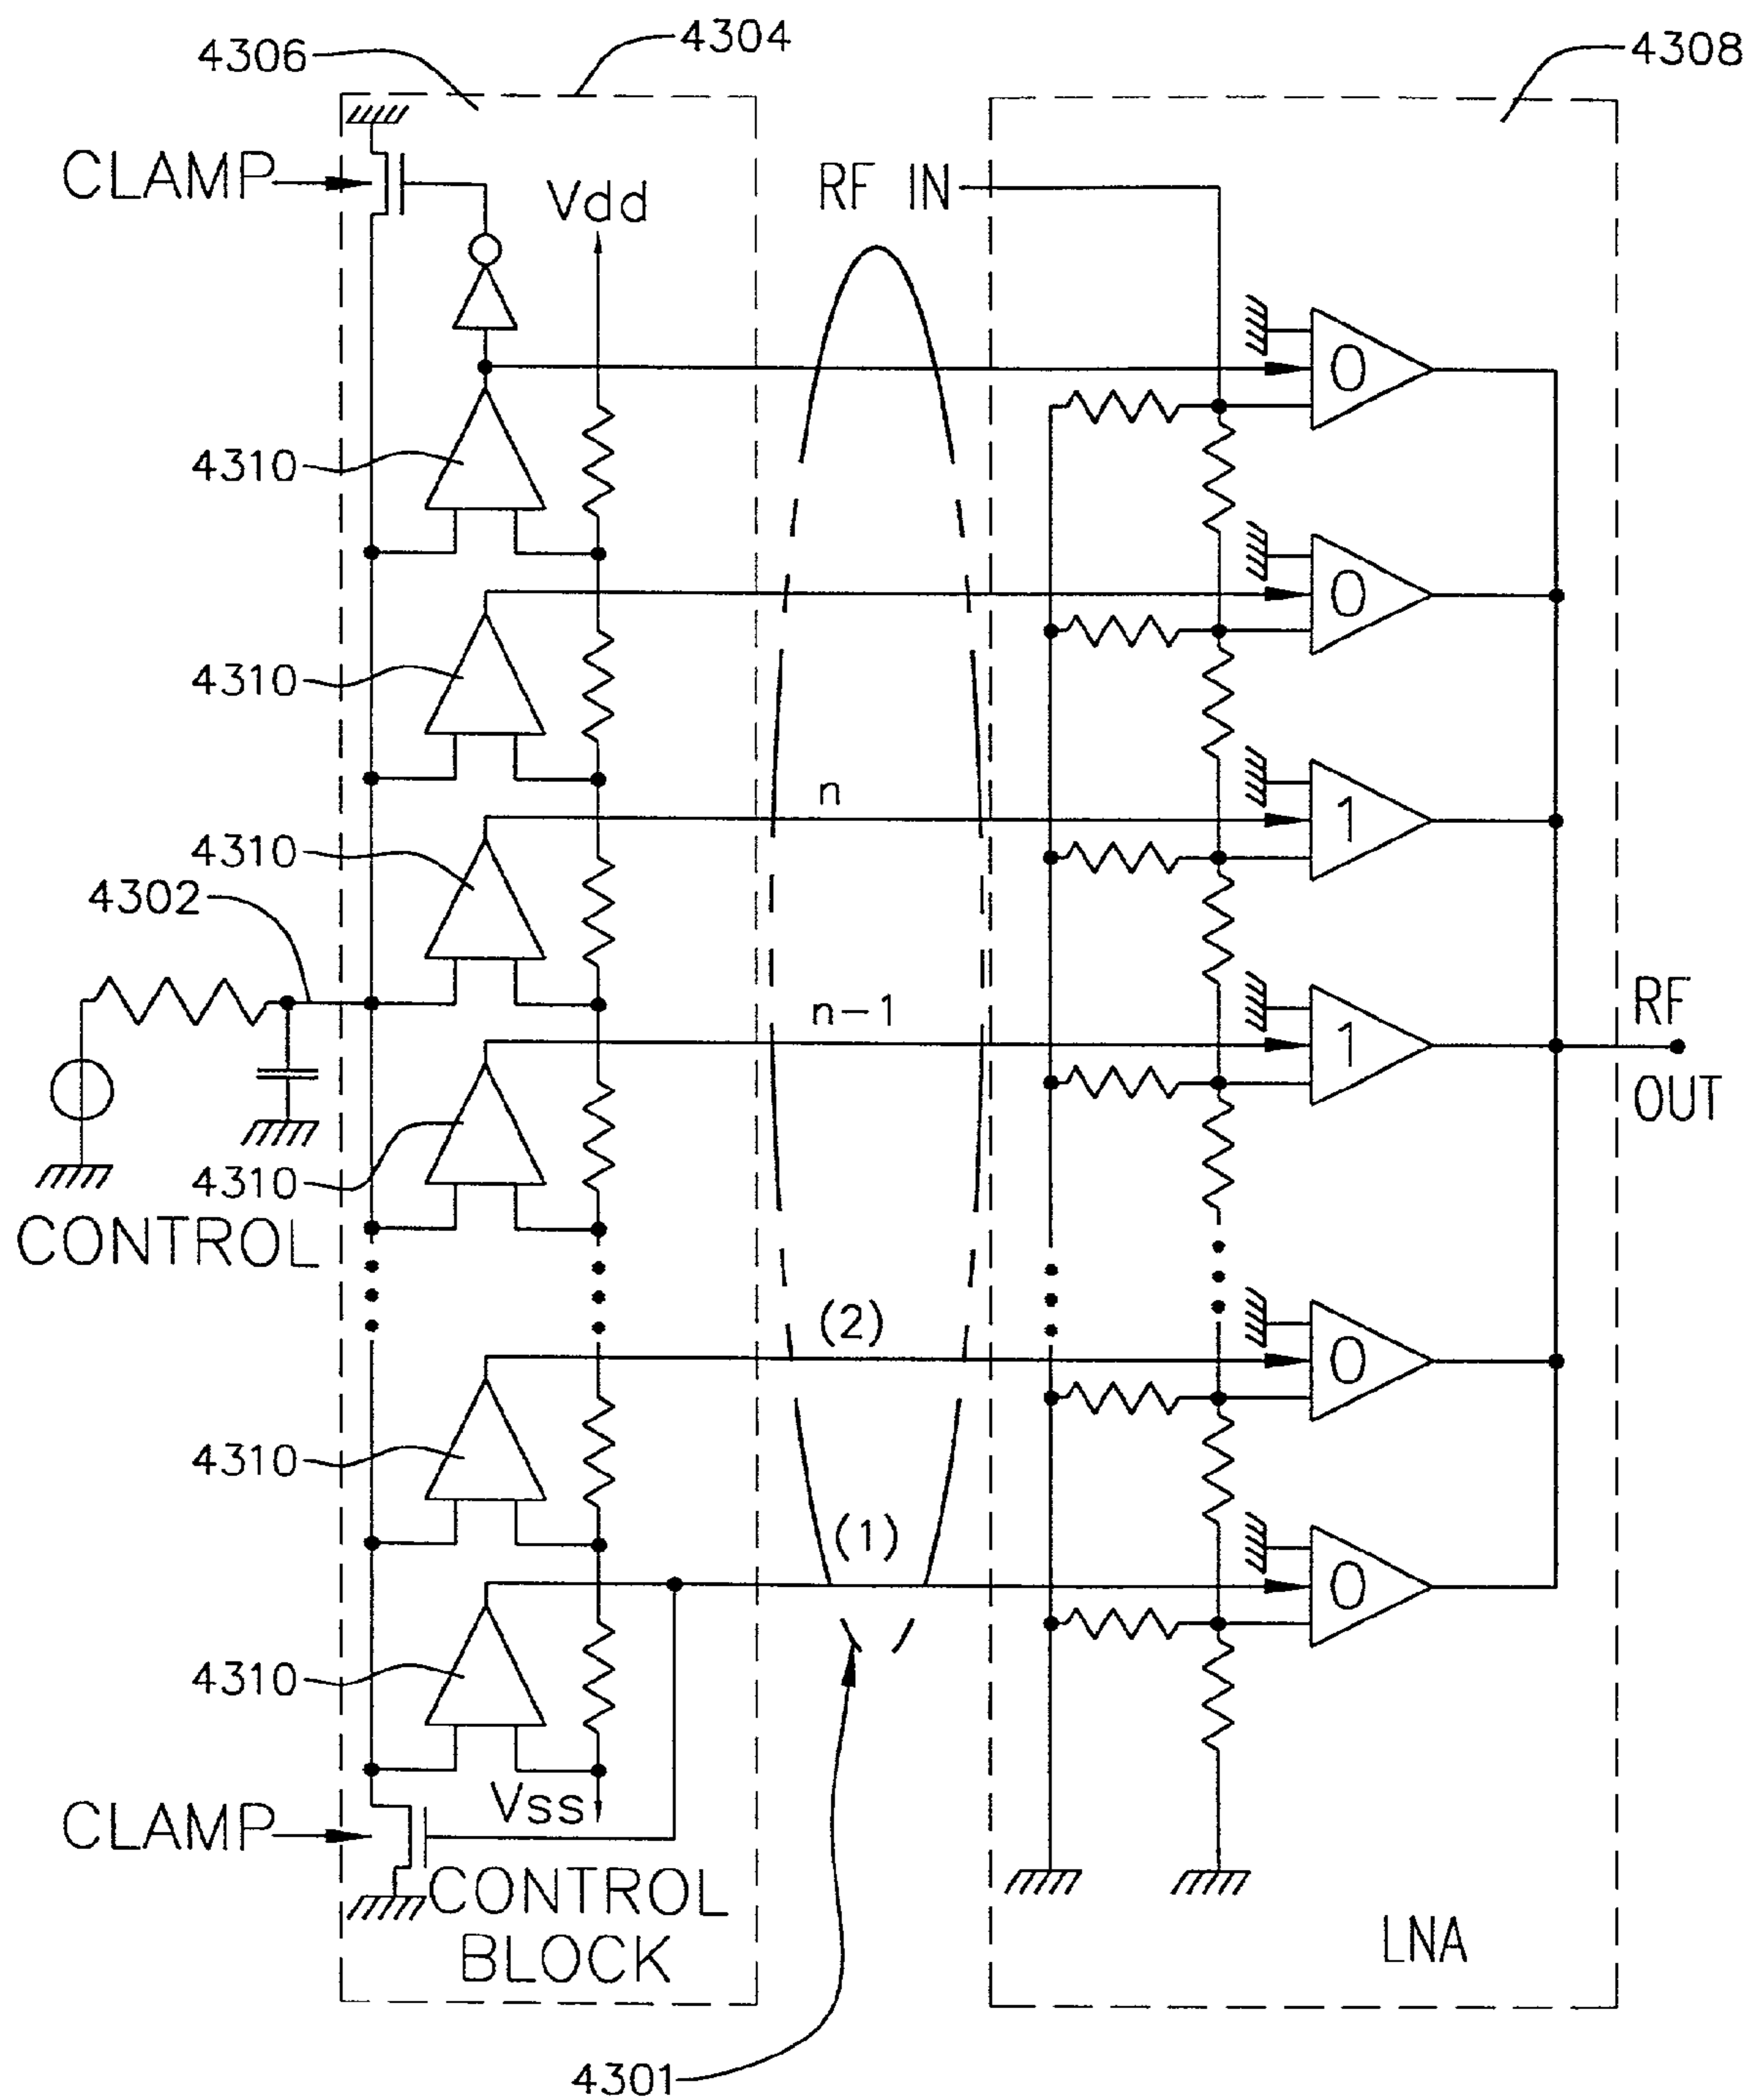 4306
4304
4308
CLAMP
RF IN
Vdd
0
4310
0
4310
n
1
4310
4302
n-1
1
RF
OUT
4310
CONTROL
(2)
0
4310
(1)
0
4310
Vss
CLAMP
CONTROL
BLOCK
LNA
4301